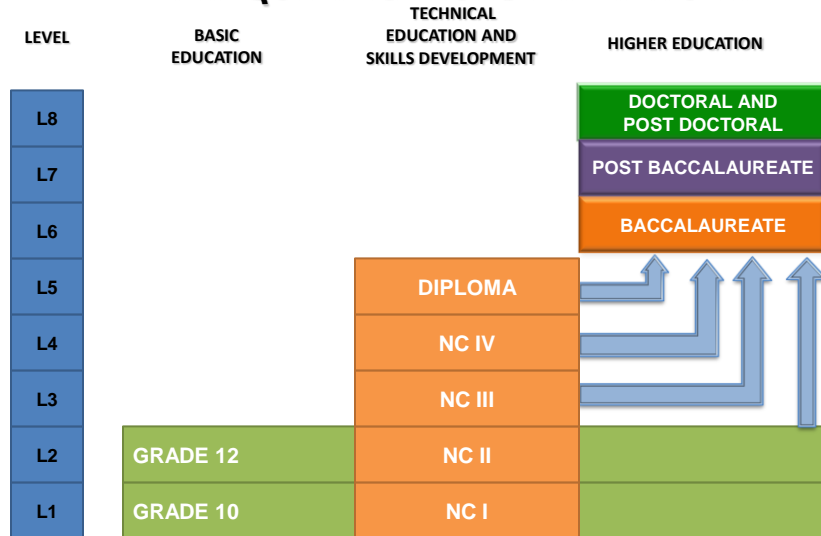 LEVEL
BASIC
EDUCATION
TECHNICAL
EDUCATION AND
SKILLS DEVELOPMENT
HIGHER EDUCATION
L8
DOCTORAL AND
POST DOCTORAL
L7
POST BACCALAUREATE
L6
BACCALAUREATE
L5
DIPLOMA
L4
NC IV
L3
NC III
L2
GRADE 12
NC II
L1
GRADE 10
NC I